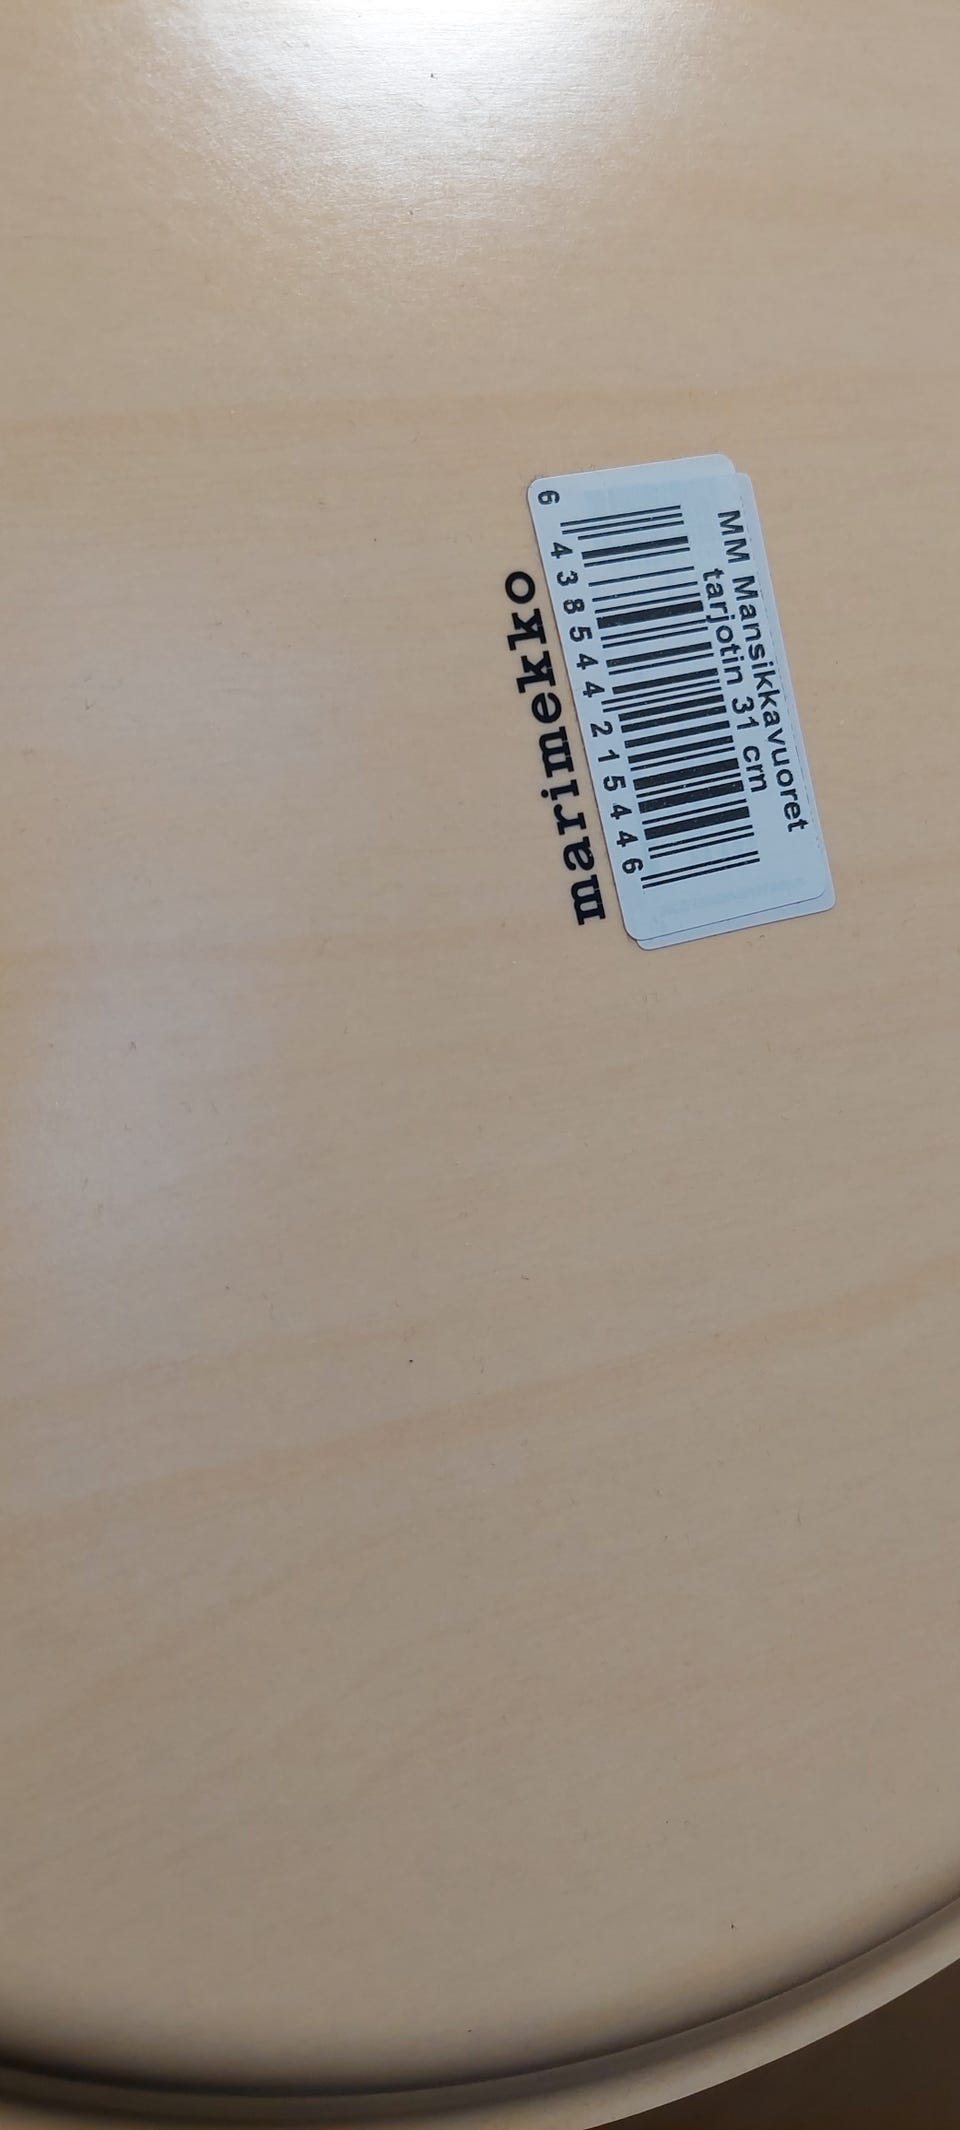 MM Mansikkavuoret
tarjotin 31 cm
6 438544 215446
marimekko